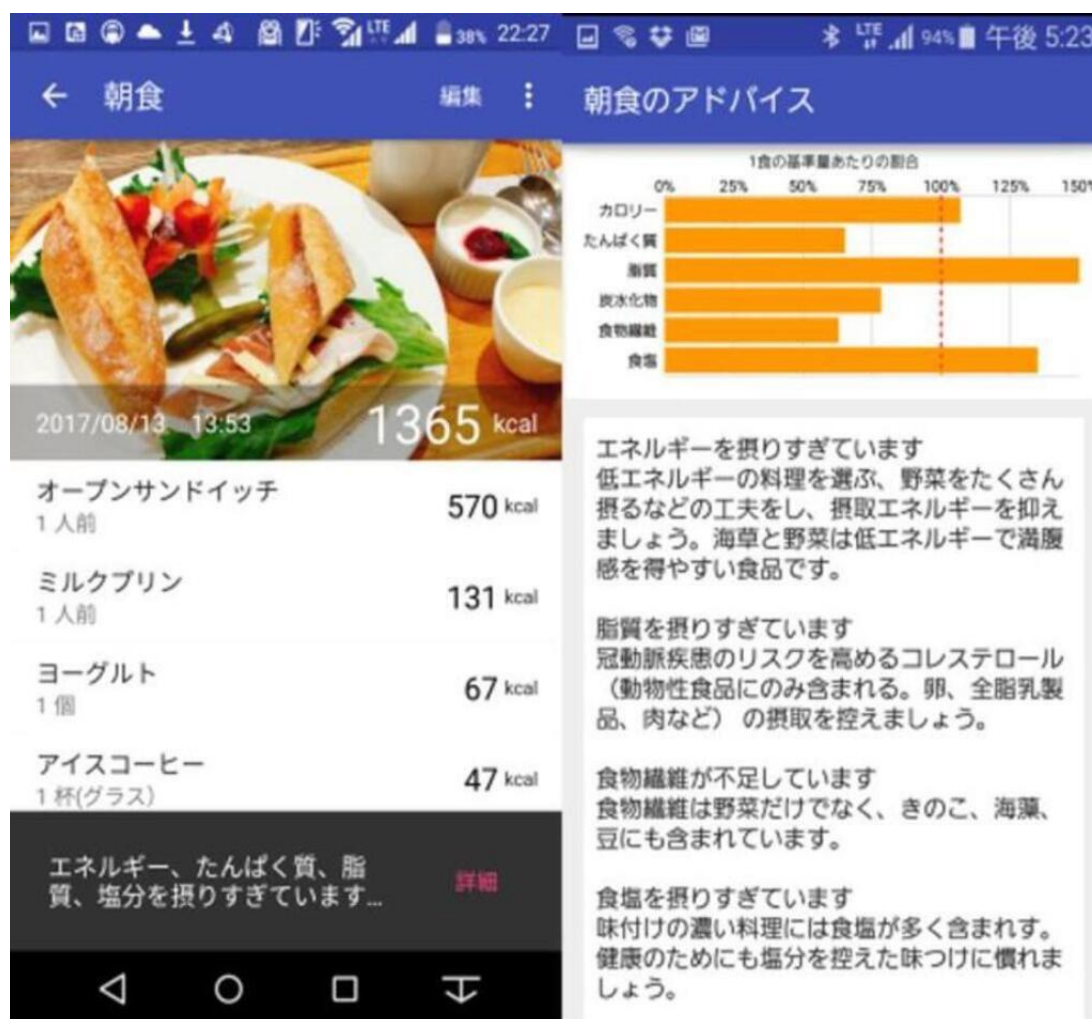 38% 22:27
朝食
編集
2017/08/13 13:53
1365 kcal
オープンサンドイッチ
570 kcal
1 人前
ミルクプリン
131 kcal
1 人前
ヨーグルト
67 kcal
1 個
アイスコーヒー
47 kcal
1 杯(グラス)
エネルギー、たんぱく質、脂
質、塩分を摂りすぎています...
詳細
LTE 94% 午後 5:23
朝食のアドバイス
1食の基準量あたりの割合
0% 25% 50% 75% 100% 125% 150%
カロリー
たんぱく質
脂質
炭水化物
食物繊維
食塩
エネルギーを摂りすぎています
低エネルギーの料理を選ぶ、野菜をたくさん
摂るなどの工夫をし、摂取エネルギーを抑え
ましょう。海草と野菜は低エネルギーで満腹
感を得やすい食品です。
脂質を摂りすぎています
冠動脈疾患のリスクを高めるコレステロール
（動物性食品にのみ含まれる。卵、全脂乳製
品、肉など） の摂取を控えましょう。
食物繊維が不足しています
食物繊維は野菜だけでなく、きのこ、海藻、
豆にも含まれています。
食塩を摂りすぎています
味付けの濃い料理には食塩が多く含まれす。
健康のためにも塩分を控えた味つけに慣れま
しょう。